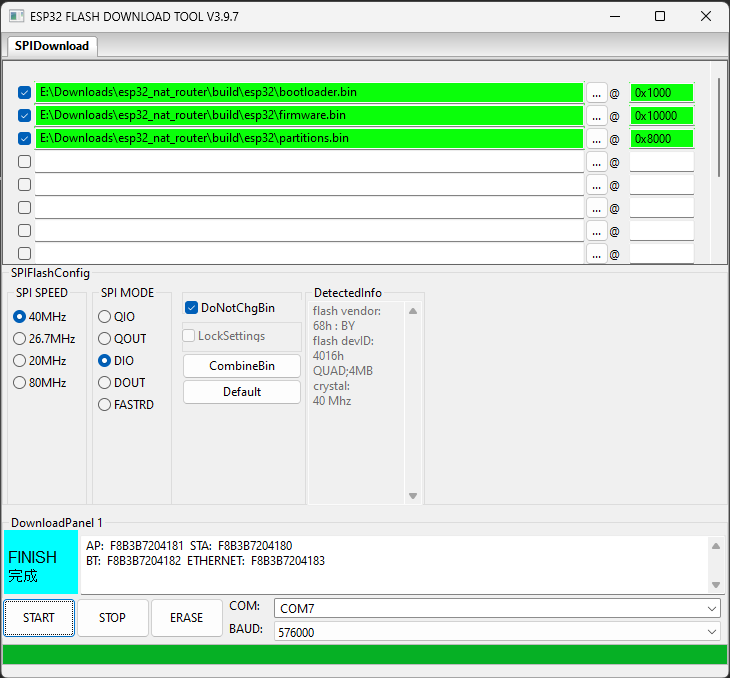 ESP32 FLASH DOWNLOAD TOOL V3.9.7
SPIDownload
E:\Downloads\esp32_nat_router\build\esp32\bootloader.bin ... @ 0x1000
E:\Downloads\esp32_nat_router\build\esp32\firmware.bin ... @ 0x10000
E:\Downloads\esp32_nat_router\build\esp32\partitions.bin ... @ 0x8000
... @
... @
... @
... @
... @
SPIFlashConfig
SPI SPEED
40MHz
26.7MHz
20MHz
80MHz
SPI MODE
QIO
QOUT
DIO
DOUT
FASTRD
DoNotChgBin
LockSettings
CombineBin
Default
DetectedInfo
flash vendor:
68h : BY
flash devID:
4016h
QUAD;4MB
crystal:
40 Mhz
DownloadPanel 1
FINISH
完成
AP: F8B3B7204181 STA: F8B3B7204180
BT: F8B3B7204182 ETHERNET: F8B3B7204183
START
STOP
ERASE
COM: COM7
BAUD: 576000